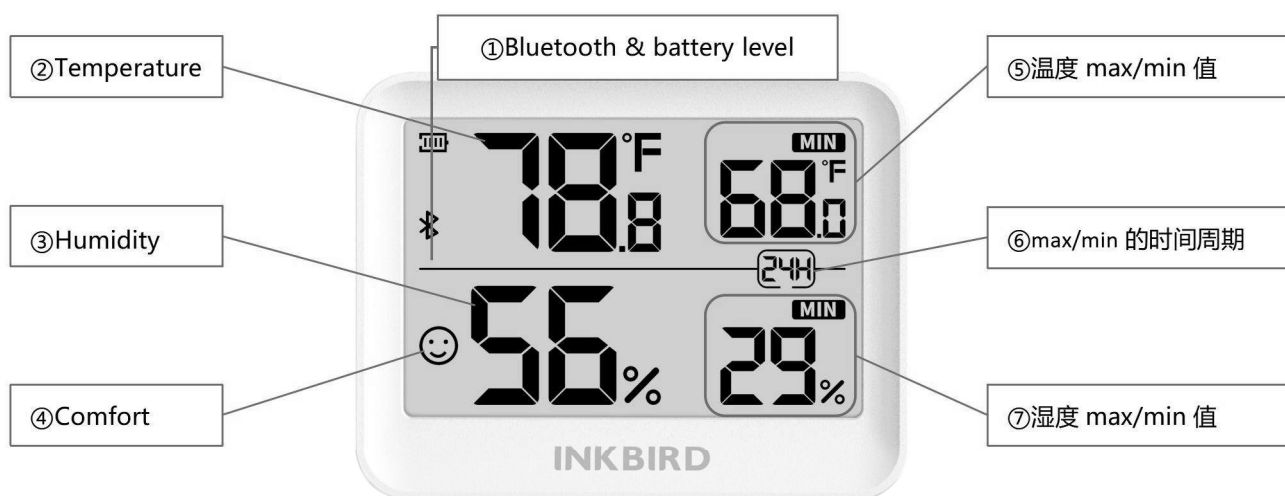 ①Bluetooth & battery level
②Temperature
③Humidity
④Comfort
78.8 °F
56%
MIN
68.0 °F
24H
MIN
29%
INKBIRD
⑤温度 max/min 值
⑥max/min 的时间周期
⑦湿度 max/min 值